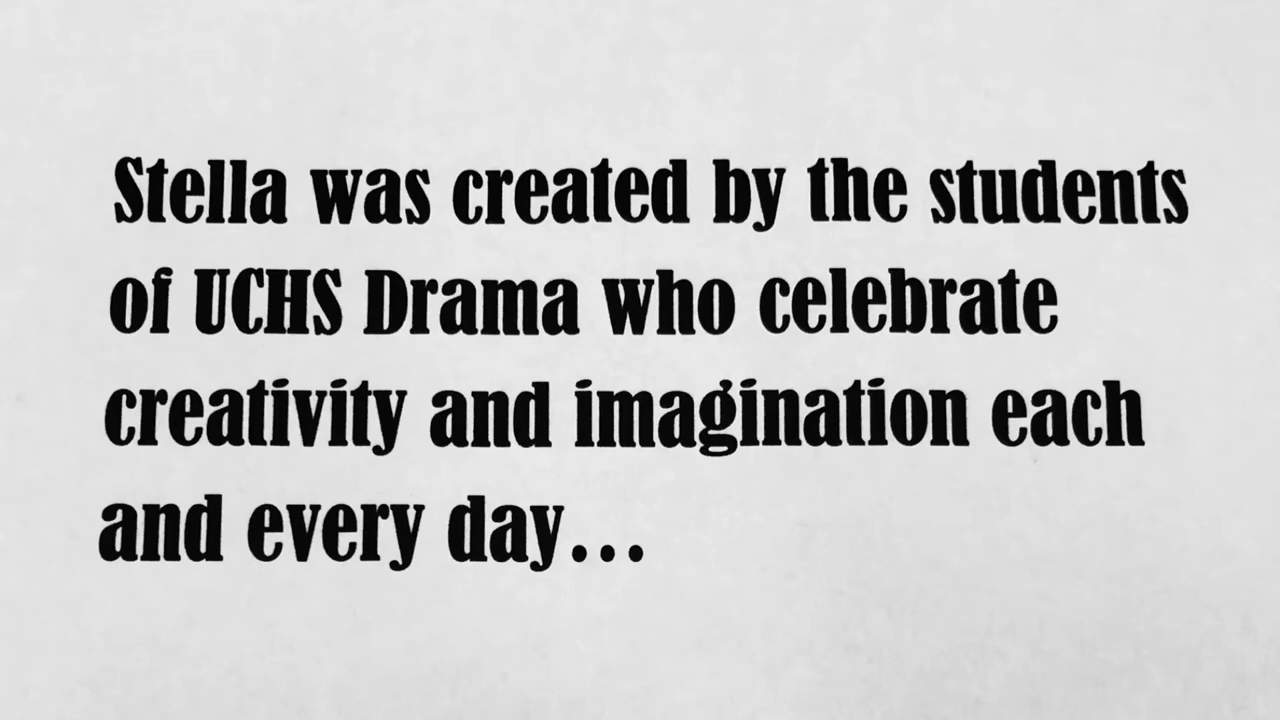 Stella was created by the students
of UCHS Drama who celebrate
creativity and imagination each
and every day...